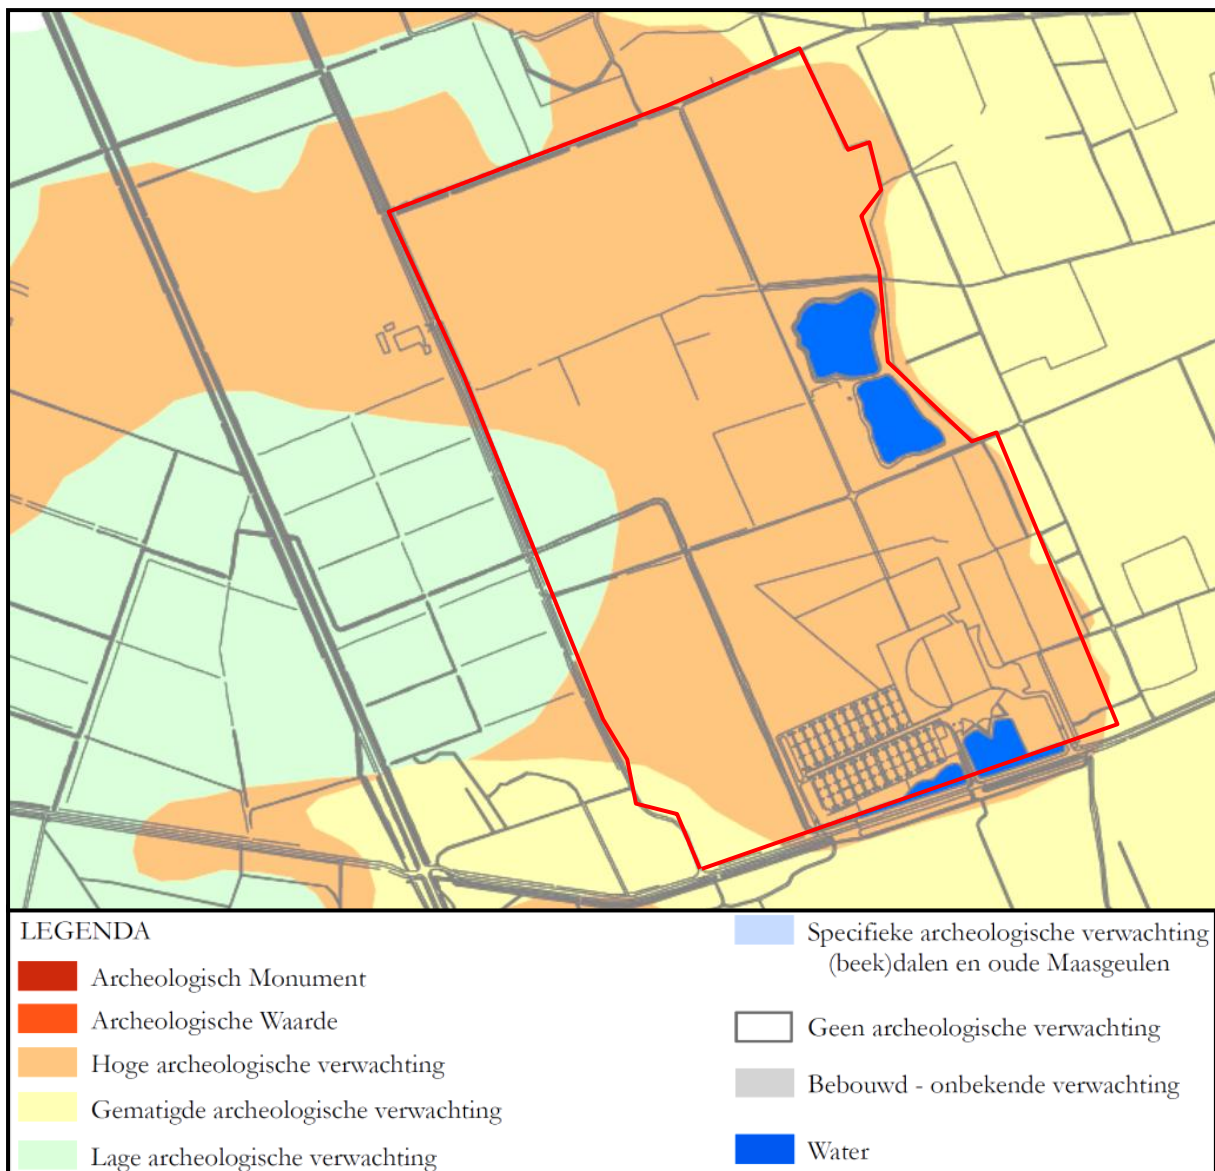 LEGENDA
Archeologisch Monument
Archeologische Waarde
Hoge archeologische verwachting
Gematigde archeologische verwachting
Lage archeologische verwachting
Specifieke archeologische verwachting
(beek)dalen en oude Maasgeulen
Geen archeologische verwachting
Bebouwd - onbekende verwachting
Water